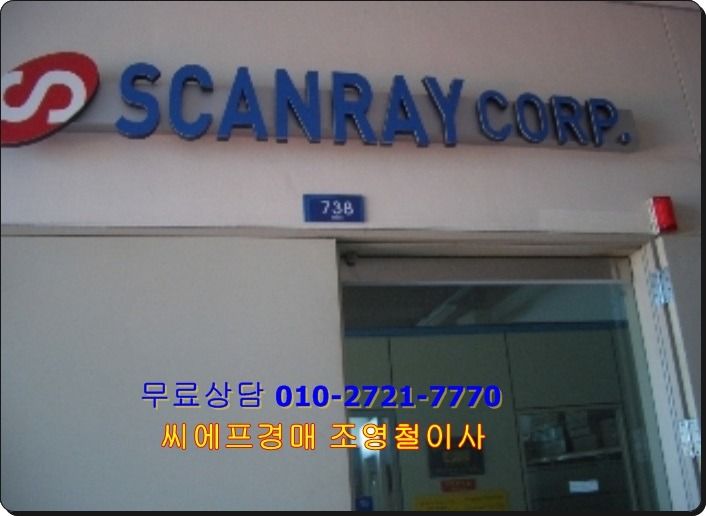 S SCANRAY CORP.
738
무료상담 010-2721-7770
씨에프경매 조영철이사